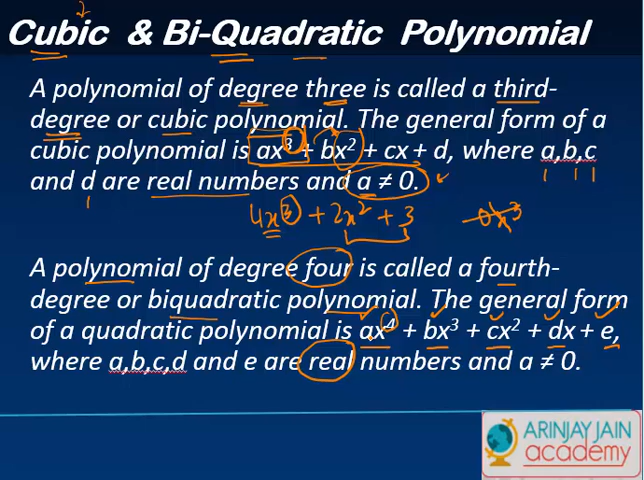 Cubic & Bi-Quadratic Polynomial
A polynomial of degree three is called a third-
degree or cubic polynomial. The general form of a
cubic polynomial is ax³ + bx² + cx + d, where a,b,c
and d are real numbers and a ≠ 0.
4x³ + 2x² + 3 0x³
A polynomial of degree four is called a fourth-
degree or biquadratic polynomial. The general form
of a quadratic polynomial is ax⁴ + bx³ + cx² + dx + e,
where a,b,c,d and e are real numbers and a ≠ 0.
ARINJAY JAIN
academy